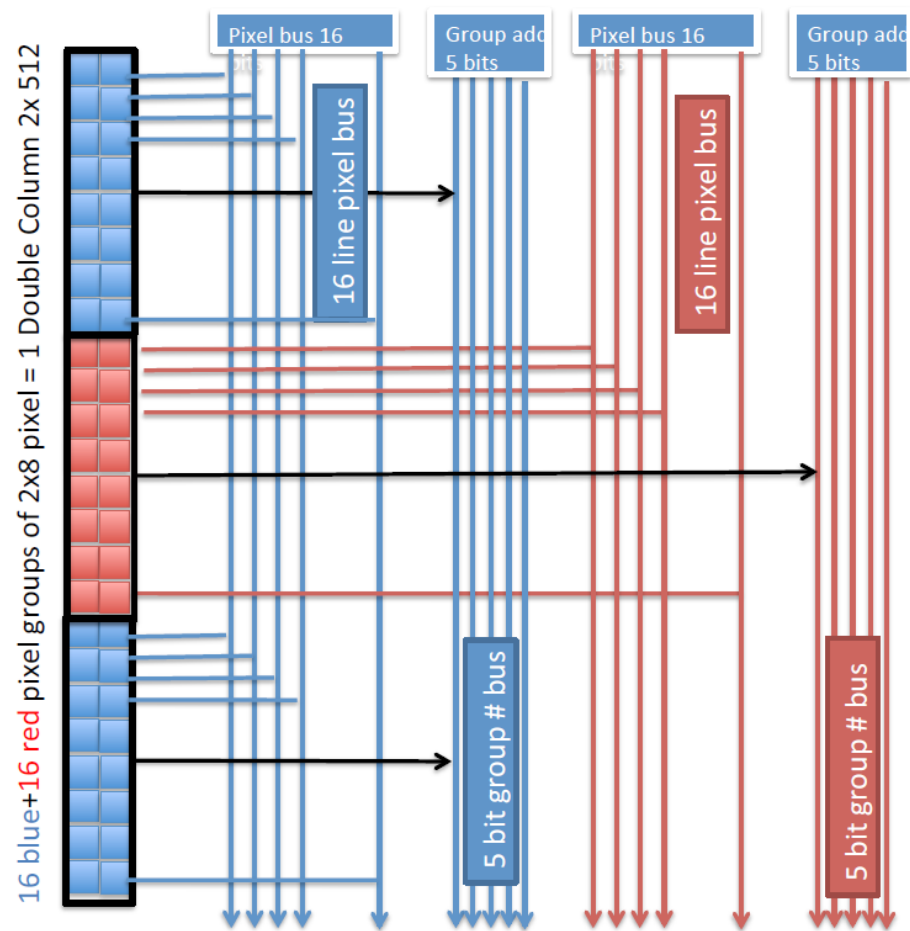 Pixel bus 16
bits
Group add
5 bits
Pixel bus 16
bits
Group add
5 bits
16 blue+16 red pixel groups of 2x8 pixel = 1 Double Column 2x 512
16 line pixel bus
16 line pixel bus
5 bit group # bus
5 bit group # bus